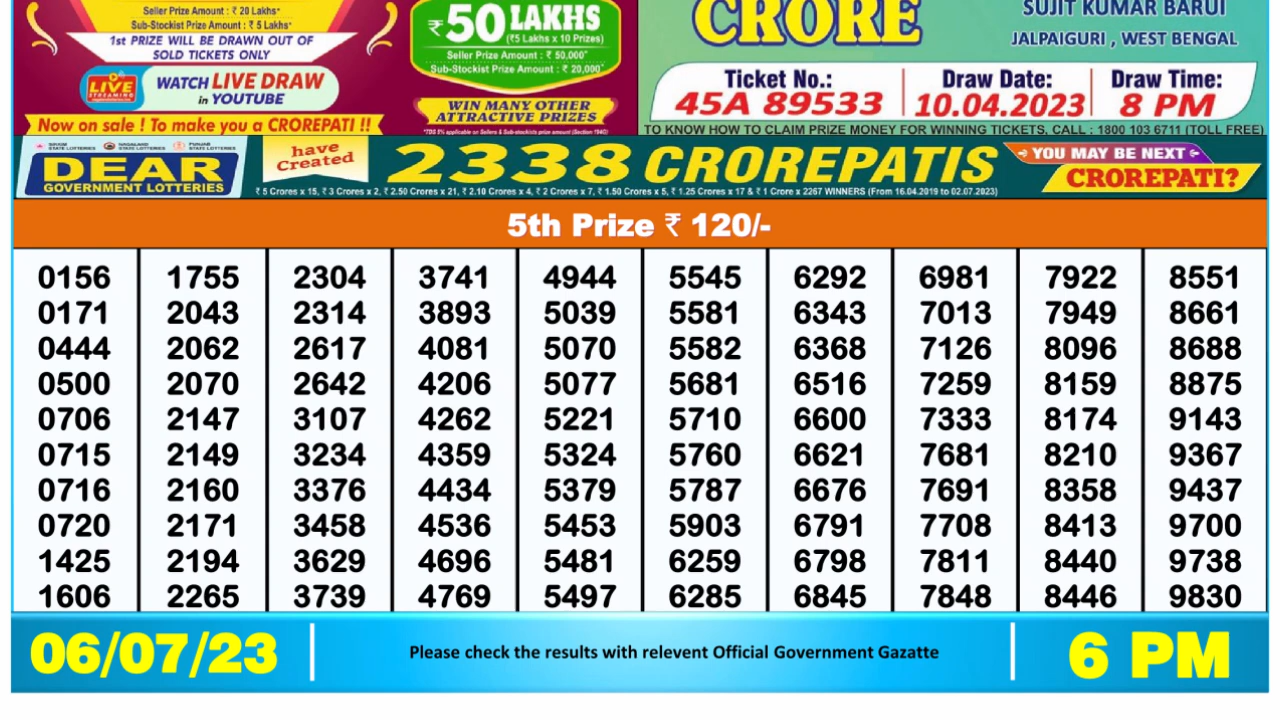 Seller Prize Amount : ₹ 20 Lakhs*
Sub-Stockist Prize Amount : ₹ 5 Lakhs*
1st PRIZE WILL BE DRAWN OUT OF
SOLD TICKETS ONLY
LIVE
STREAMING
WATCH LIVE DRAW
in YOUTUBE
Now on sale ! To make you a CROREPATI !!
₹50 LAKHS
(₹5 Lakhs x 10 Prizes)
Seller Prize Amount : ₹ 50,000*
Sub-Stockist Prize Amount : ₹ 20,000*
WIN MANY OTHER
ATTRACTIVE PRIZES
*TDS 5% applicable on Sellers & Sub-stockists prize amount (Section 194G)
CRORE
SUJIT KUMAR BARUI
JALPAIGURI , WEST BENGAL
Ticket No.: Draw Date: Draw Time:
45A 89533 10.04.2023 8 PM
TO KNOW HOW TO CLAIM PRIZE MONEY FOR WINNING TICKETS, CALL : 1800 103 6711 (TOLL FREE)
SIKKIM STATE LOTTERIES NAGALAND STATE LOTTERIES PUNJAB STATE LOTTERIES
DEAR
GOVERNMENT LOTTERIES
have
Created
2338 CROREPATIS
₹ 5 Crores x 15, ₹ 3 Crores x 2, ₹ 2.50 Crores x 21, ₹ 2.10 Crores x 4, ₹ 2 Crores x 7, ₹ 1.50 Crores x 5, ₹ 1.25 Crores x 17 & ₹ 1 Crore x 2267 WINNERS (From 16.04.2019 to 02.07.2023)
YOU MAY BE NEXT
CROREPATI?
5th Prize ₹ 120/-
0156 1755 2304 3741 4944 5545 6292 6981 7922 8551
0171 2043 2314 3893 5039 5581 6343 7013 7949 8661
0444 2062 2617 4081 5070 5582 6368 7126 8096 8688
0500 2070 2642 4206 5077 5681 6516 7259 8159 8875
0706 2147 3107 4262 5221 5710 6600 7333 8174 9143
0715 2149 3234 4359 5324 5760 6621 7681 8210 9367
0716 2160 3376 4434 5379 5787 6676 7691 8358 9437
0720 2171 3458 4536 5453 5903 6791 7708 8413 9700
1425 2194 3629 4696 5481 6259 6798 7811 8440 9738
1606 2265 3739 4769 5497 6285 6845 7848 8446 9830
06/07/23
Please check the results with relevent Official Government Gazatte
6 PM